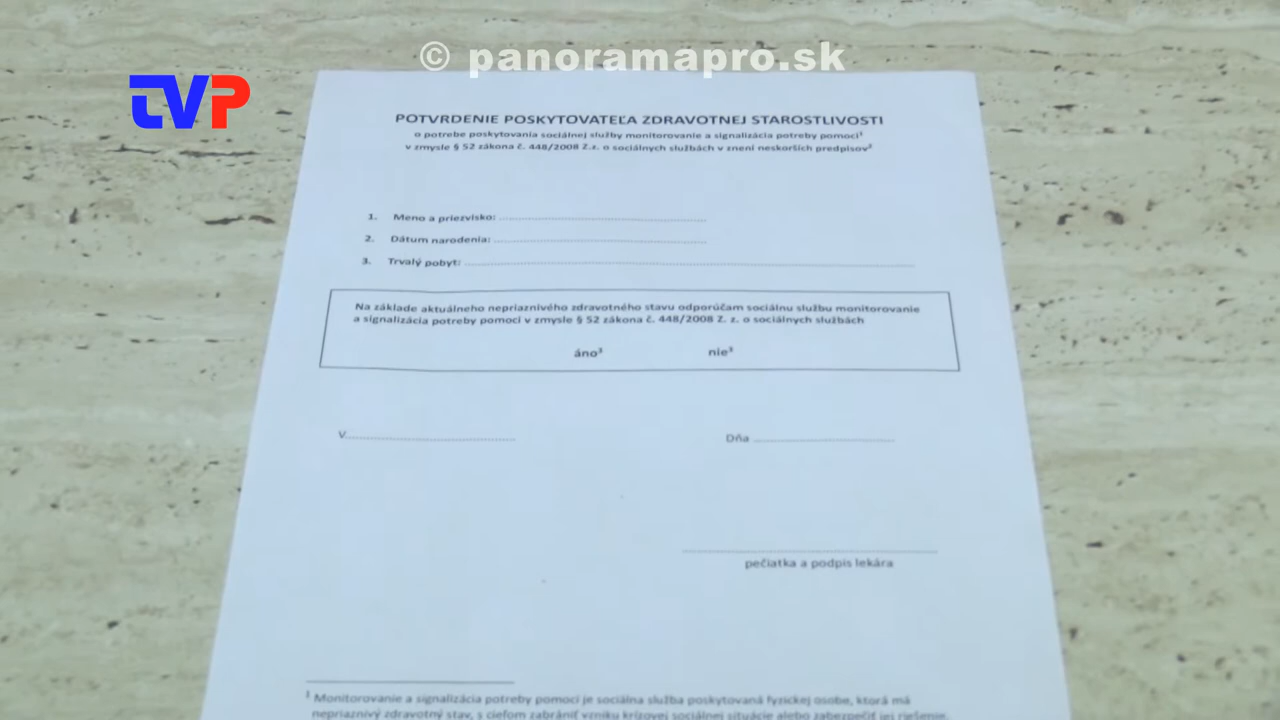 © panoramapro.sk
TVP
POTVRDENIE POSKYTOVATEĽA ZDRAVOTNEJ STAROSTLIVOSTI
o potrebe poskytovania sociálnej služby monitorovanie a signalizácia potreby pomoci¹
v zmysle § 52 zákona č. 448/2008 Z.z. o sociálnych službách v znení neskorších predpisov²
1. Meno a priezvisko: ............................................................
2. Dátum narodenia: ............................................................
3. Trvalý pobyt: ........................................................................................................................
Na základe aktuálneho nepriaznivého zdravotného stavu odporúčam sociálnu službu monitorovanie
a signalizácia potreby pomoci v zmysle § 52 zákona č. 448/2008 Z. z. o sociálnych službách
áno³ nie³
V.................................................. Dňa ........................................
........................................................................
pečiatka a podpis lekára
¹ Monitorovanie a signalizácia potreby pomoci je sociálna služba poskytovaná fyzickej osobe, ktorá má
nepriaznivý zdravotný stav, s cieľom zabrániť vzniku krízovej sociálnej situácie alebo zabezpečiť jej riešenie.